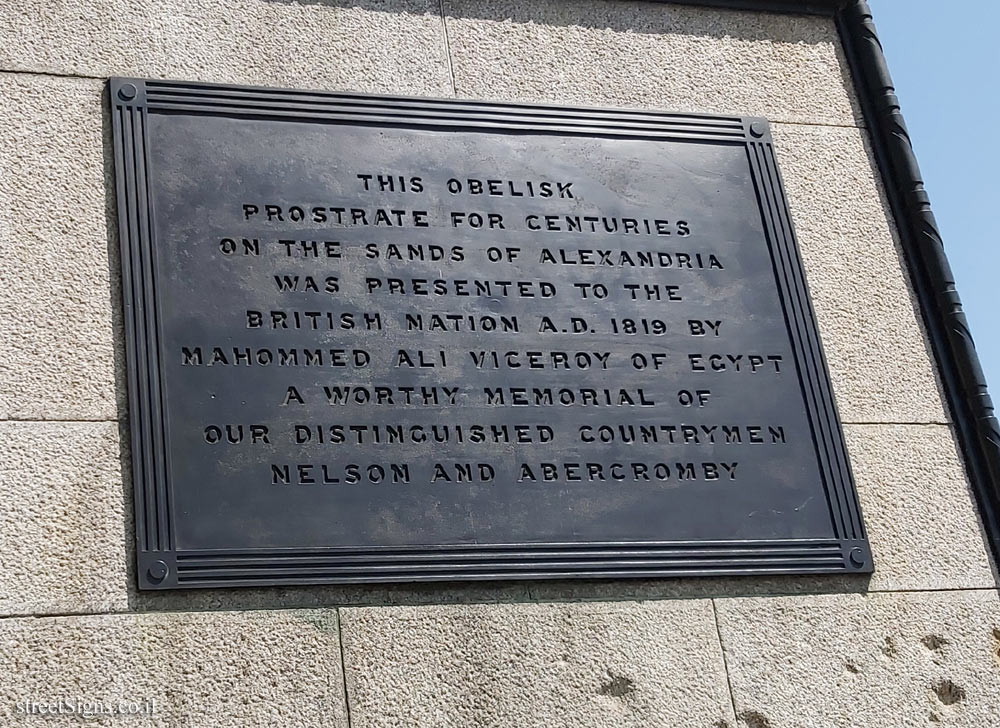 THIS OBELISK
PROSTRATE FOR CENTURIES
ON THE SANDS OF ALEXANDRIA
WAS PRESENTED TO THE
BRITISH NATION A.D. 1819 BY
MAHOMMED ALI VICEROY OF EGYPT
A WORTHY MEMORIAL OF
OUR DISTINGUISHED COUNTRYMEN
NELSON AND ABERCROMBY
streetSigns.co.il